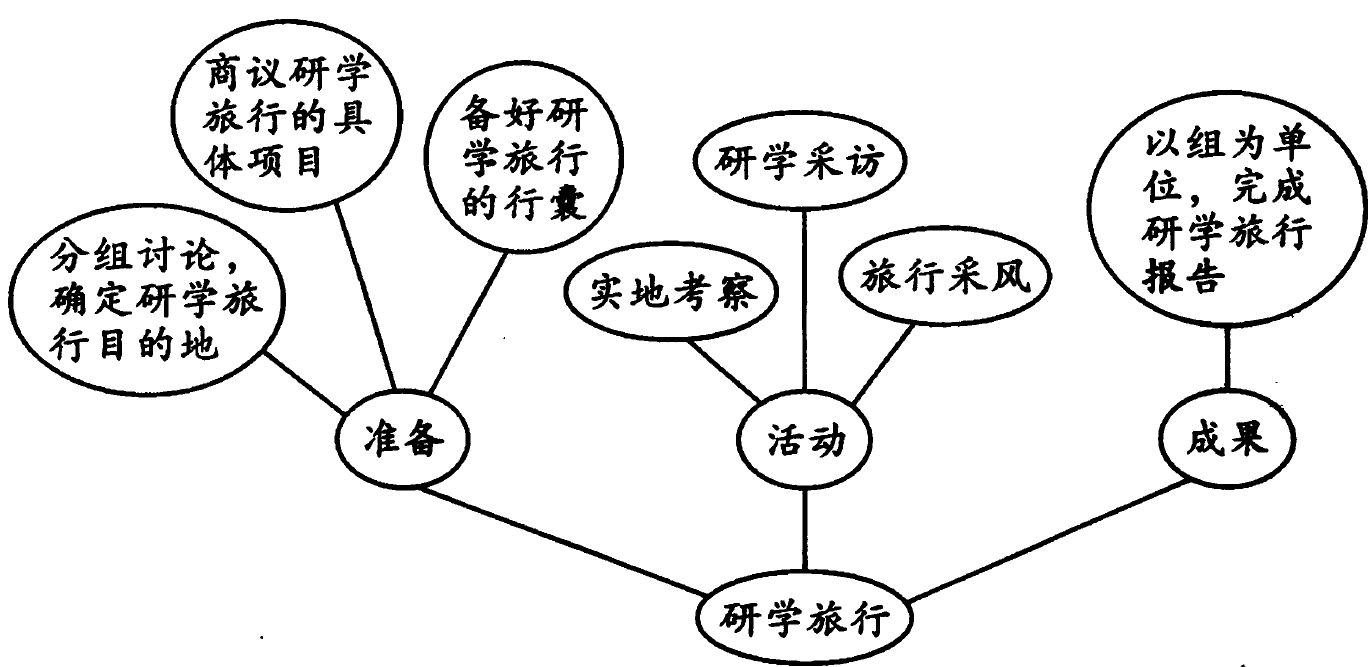 商议研学
旅行的具
体项目
备好研
学旅行
的行囊
研学采访
以组为单
位，完成
研学旅行
报告
分组讨论，
确定研学旅
行目的地
实地考察
旅行采风
准备
活动
成果
研学旅行